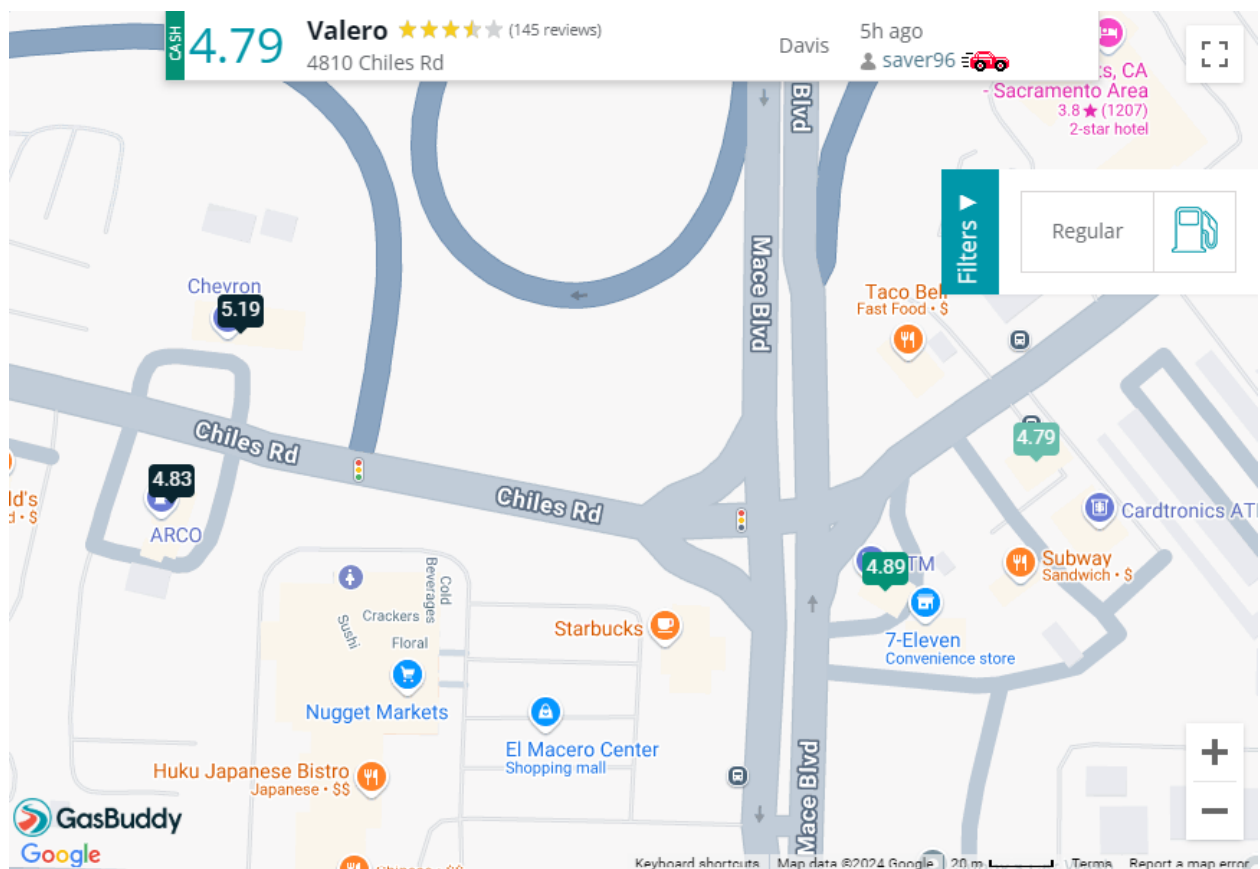 CASH
4.79
Valero
(145 reviews)
4810 Chiles Rd
Davis
5h ago
saver96
Blvd
s, CA
- Sacramento Area
3.8 ★ (1207)
2-star hotel
Filters ▼
Regular
Mace Blvd
Chevron
5.19
Taco Bell
Fast Food • $
Chiles Rd
4.83
ARCO
ld's
d • $
Chiles Rd
4.79
Cardtronics AT
4.89
TM
Subway
Sandwich • $
7-Eleven
Convenience store
Cold
Beverages
Crackers
Sushi
Floral
Starbucks
Nugget Markets
El Macero Center
Shopping mall
Huku Japanese Bistro
Japanese • $$
Mace Blvd
+
−
GasBuddy
Google
Keyboard shortcuts
Map data ©2024 Google
20 m
Terms
Report a map error